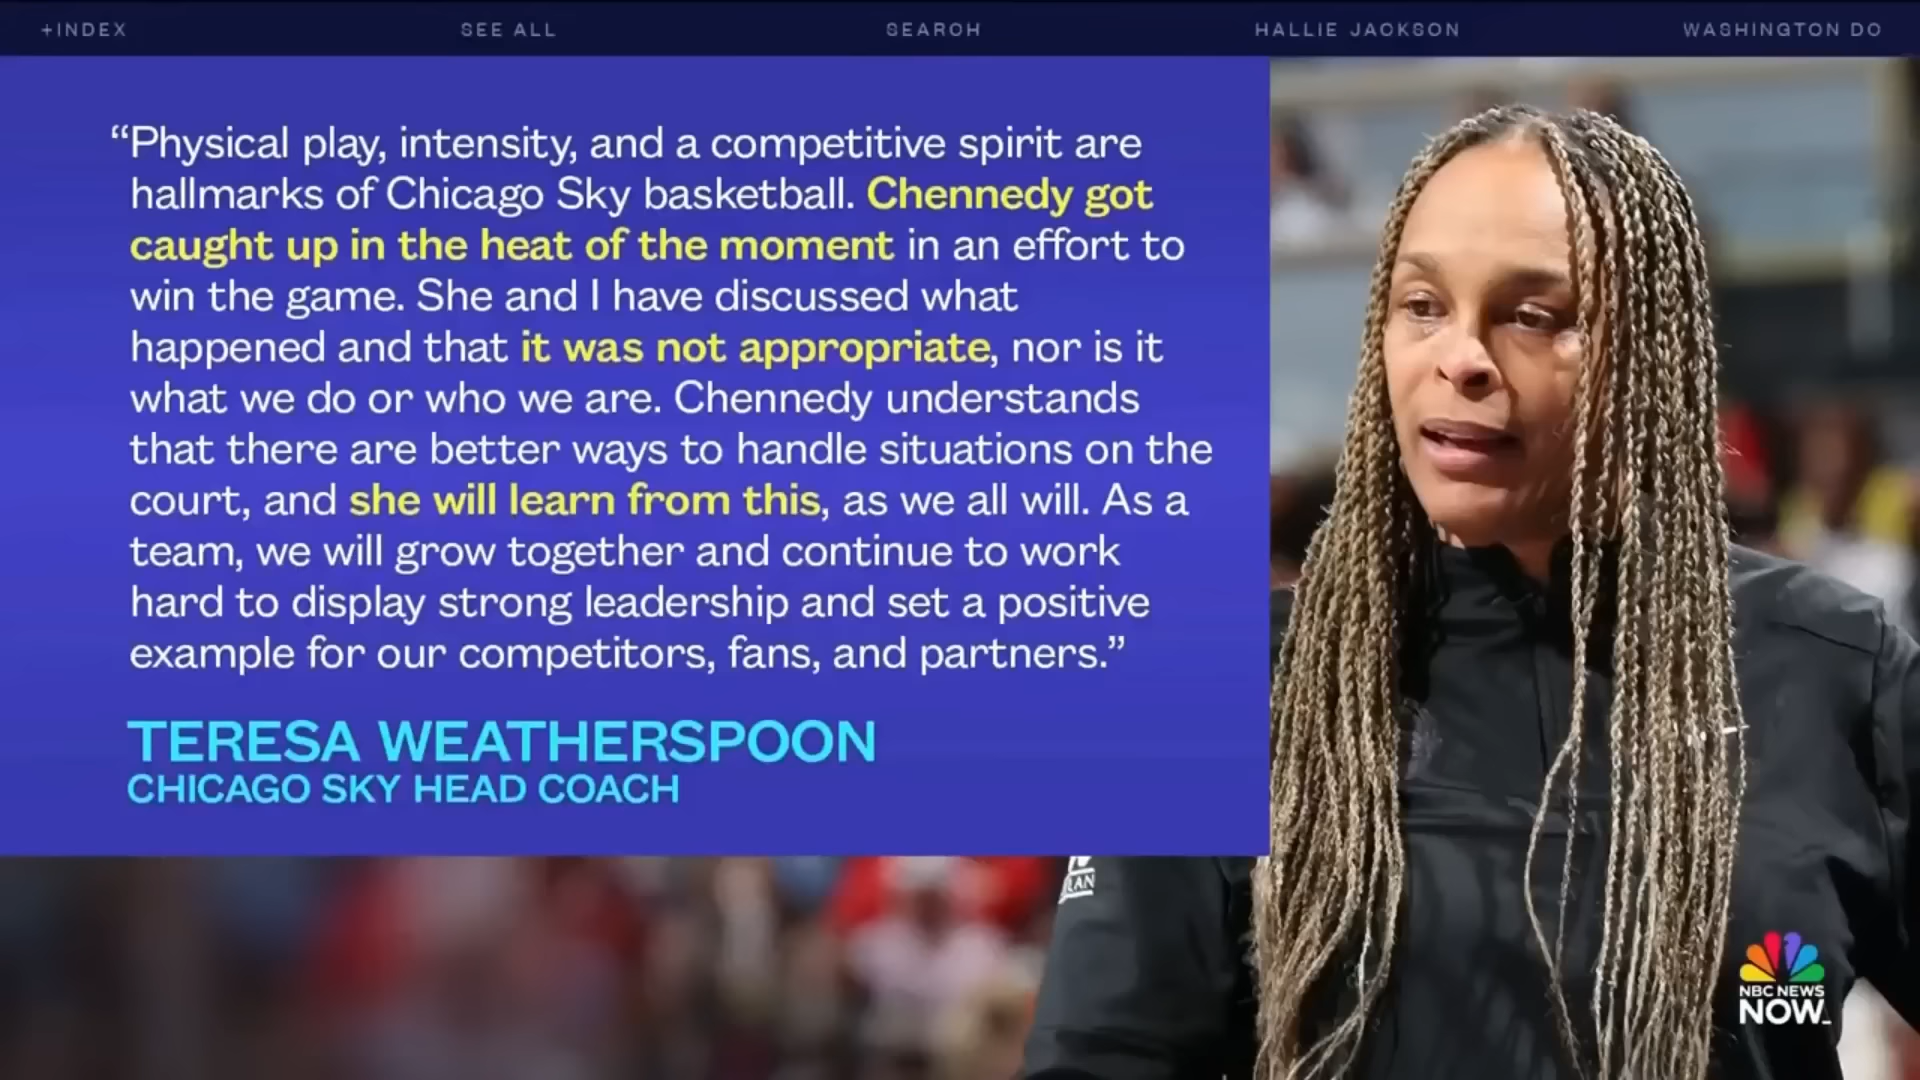 +INDEX SEE ALL SEARCH HALLIE JACKSON WASHINGTON DC
“Physical play, intensity, and a competitive spirit are
hallmarks of Chicago Sky basketball. Chennedy got
caught up in the heat of the moment in an effort to
win the game. She and I have discussed what
happened and that it was not appropriate, nor is it
what we do or who we are. Chennedy understands
that there are better ways to handle situations on the
court, and she will learn from this, as we all will. As a
team, we will grow together and continue to work
hard to display strong leadership and set a positive
example for our competitors, fans, and partners.”
TERESA WEATHERSPOON
CHICAGO SKY HEAD COACH
NBC NEWS
NOW_